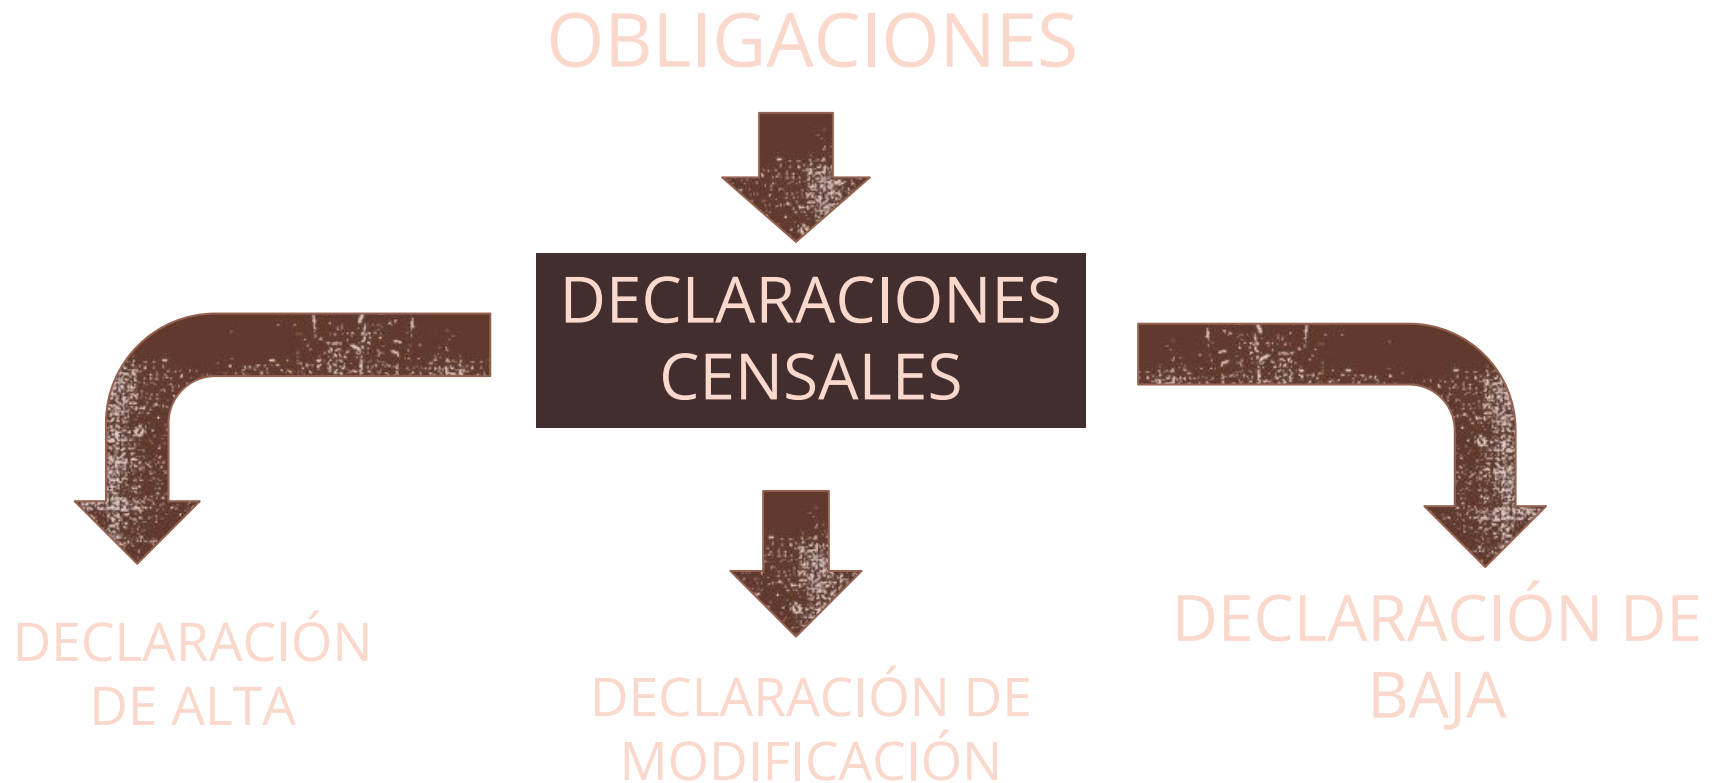 OBLIGACIONES
DECLARACIONES
CENSALES
DECLARACIÓN
DE ALTA
DECLARACIÓN DE
MODIFICACIÓN
DECLARACIÓN DE
BAJA